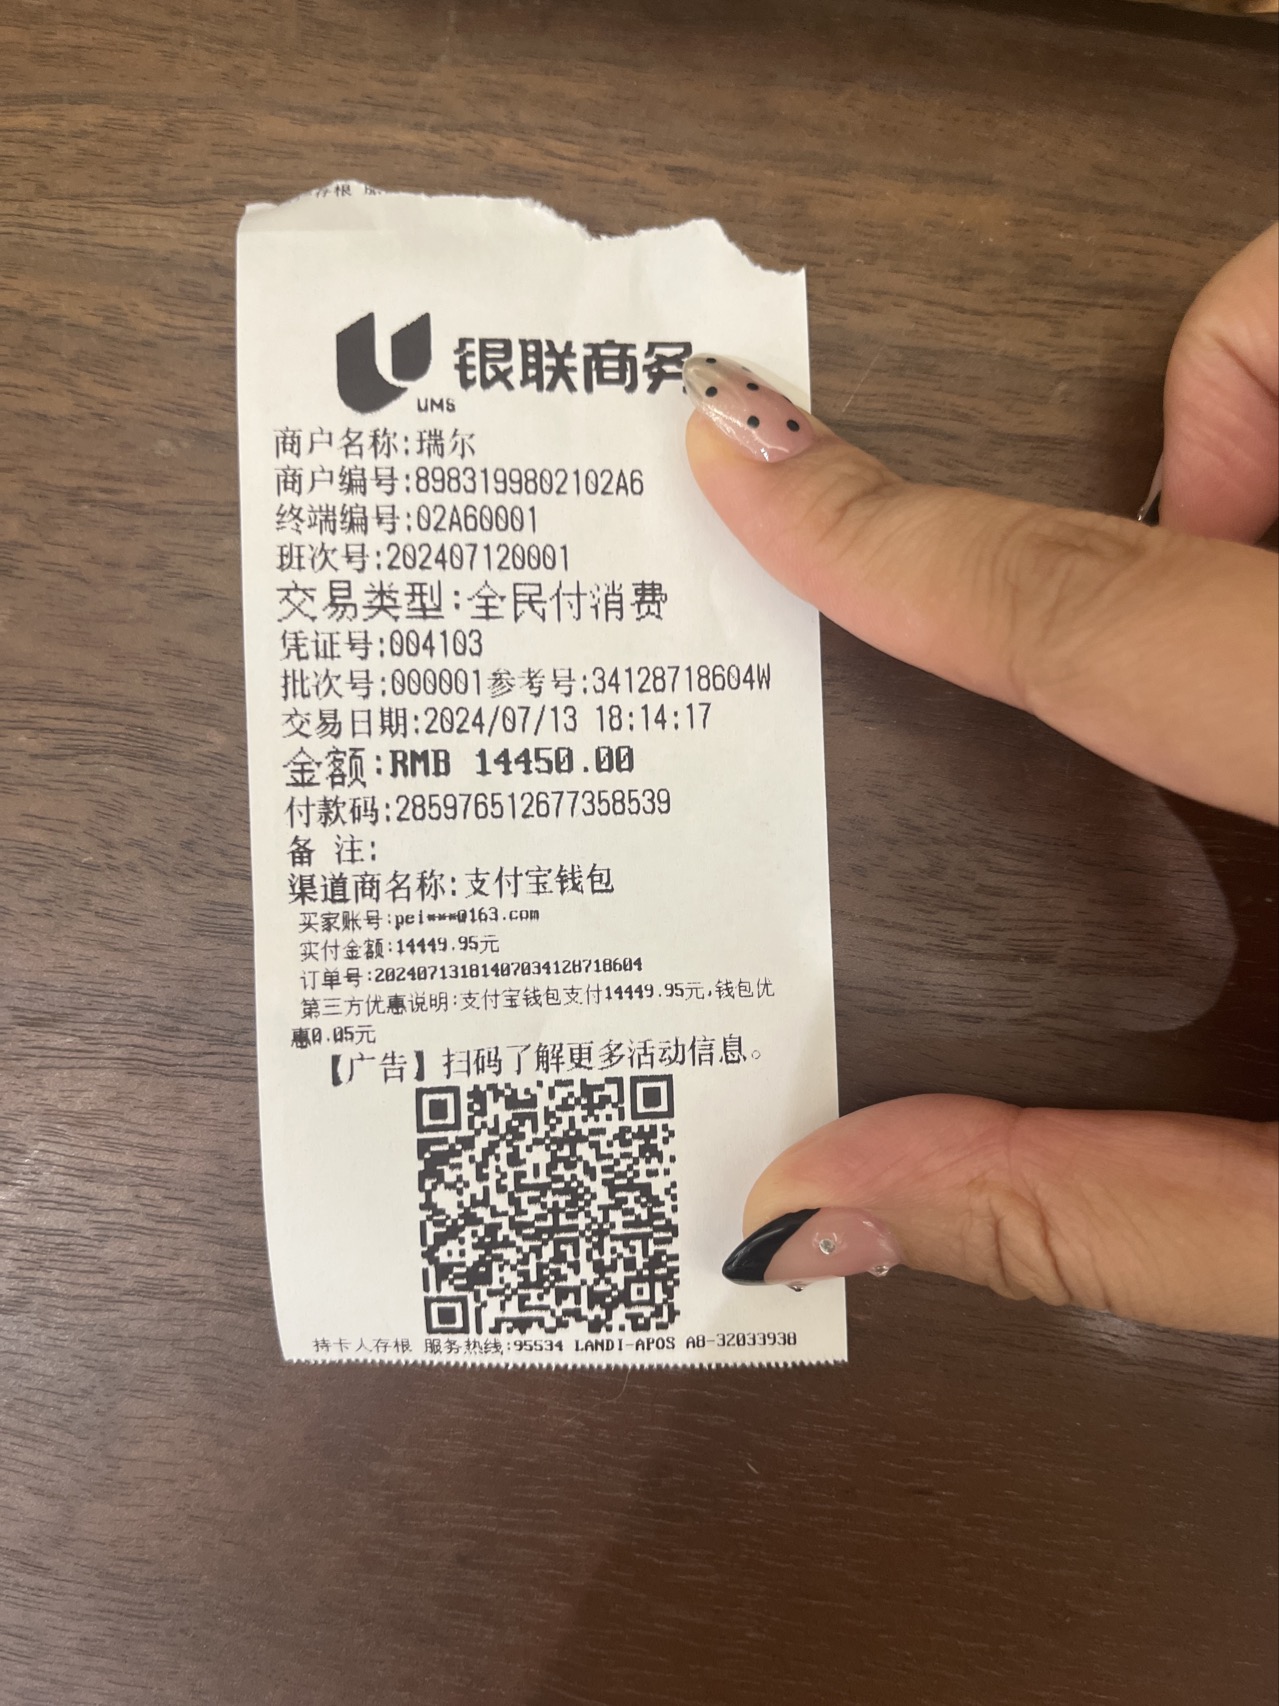 存根
银联商务
UMS
商户名称:瑞尔
商户编号:8983199802102A6
终端编号:02A60001
班次号:202407120001
交易类型:全民付消费
凭证号:004103
批次号:000001参考号:34128718604W
交易日期:2024/07/13 18:14:17
金额:RMB 14450.00
付款码:285976512677358539
备 注:
渠道商名称:支付宝钱包
买家账号:pei***@163.com
实付金额:14449.95元
订单号:20240713181407034128718604
第三方优惠说明:支付宝钱包支付14449.95元,钱包优
惠0.05元
【广告】扫码了解更多活动信息。
持卡人存根 服务热线:95534 LANDI-APOS A8-32033938